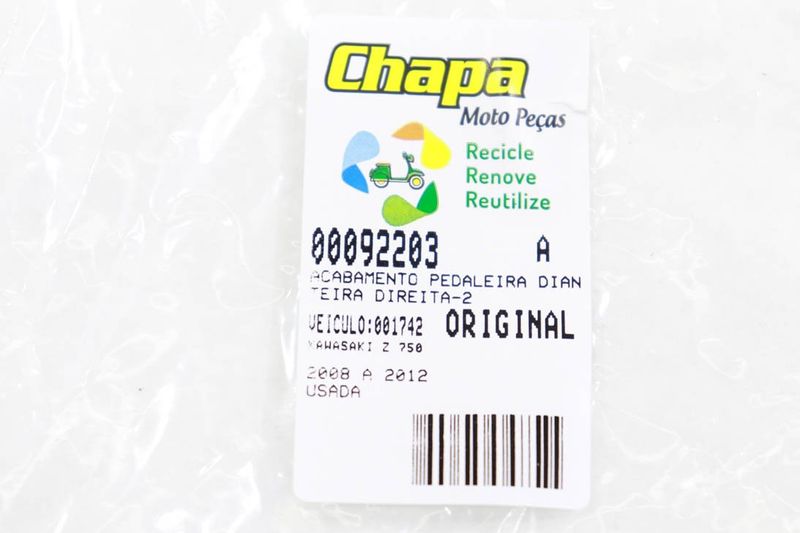 Chapa
Moto Peças
Recicle
Renove
Reutilize
00092203 A
ACABAMENTO PEDALEIRA DIAN
TEIRA DIREITA-2
VEICULO:001742 ORIGINAL
KAWASAKI Z 750
2008 A 2012
USADA